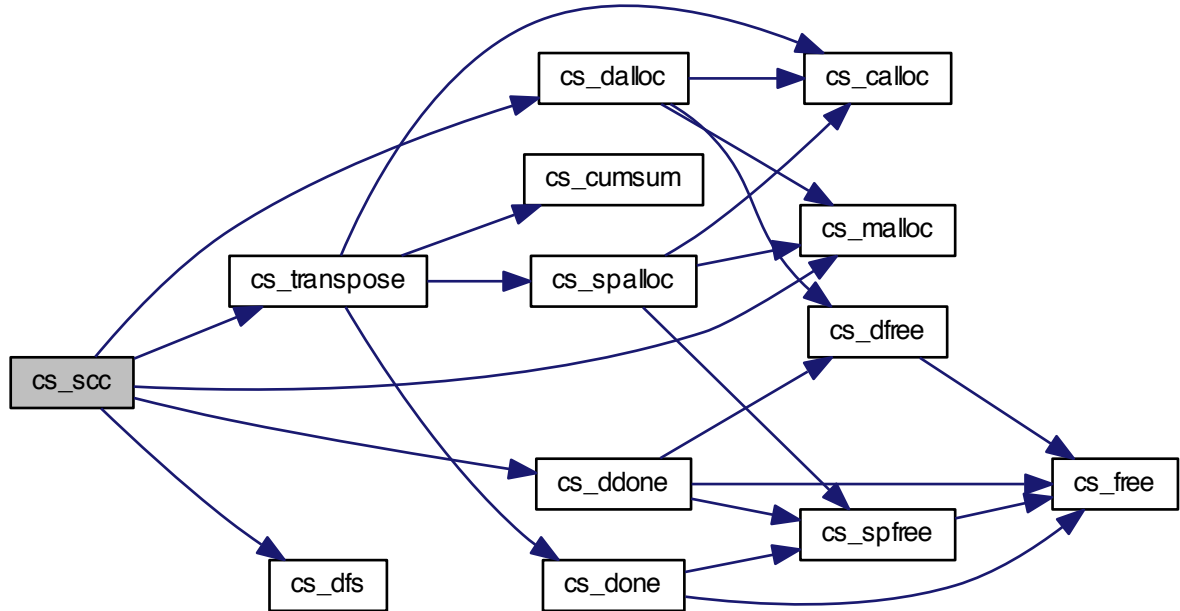 cs_dalloc
cs_calloc
cs_cumsum
cs_malloc
cs_transpose
cs_spalloc
cs_dfree
cs_scc
cs_ddone
cs_free
cs_spfree
cs_dfs
cs_done